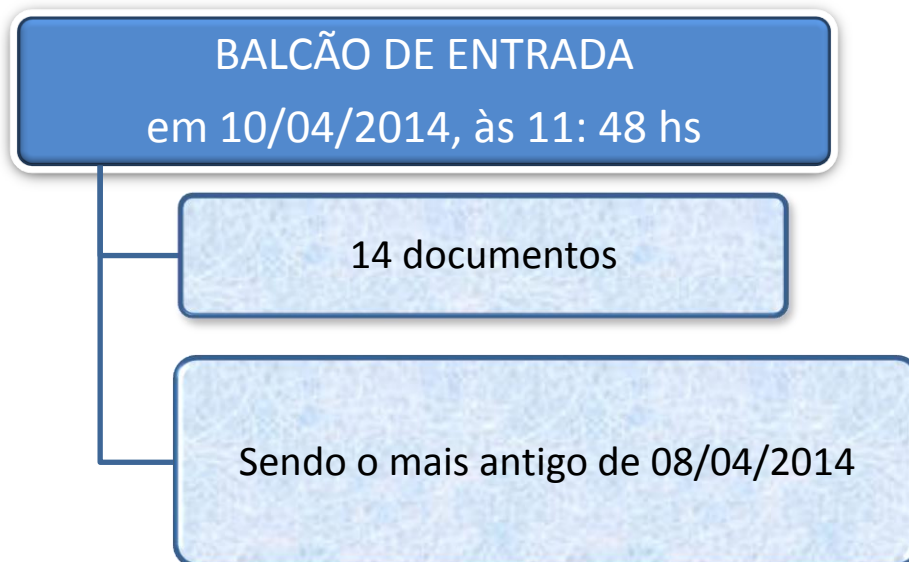 BALCÃO DE ENTRADA
em 10/04/2014, às 11: 48 hs
14 documentos
Sendo o mais antigo de 08/04/2014